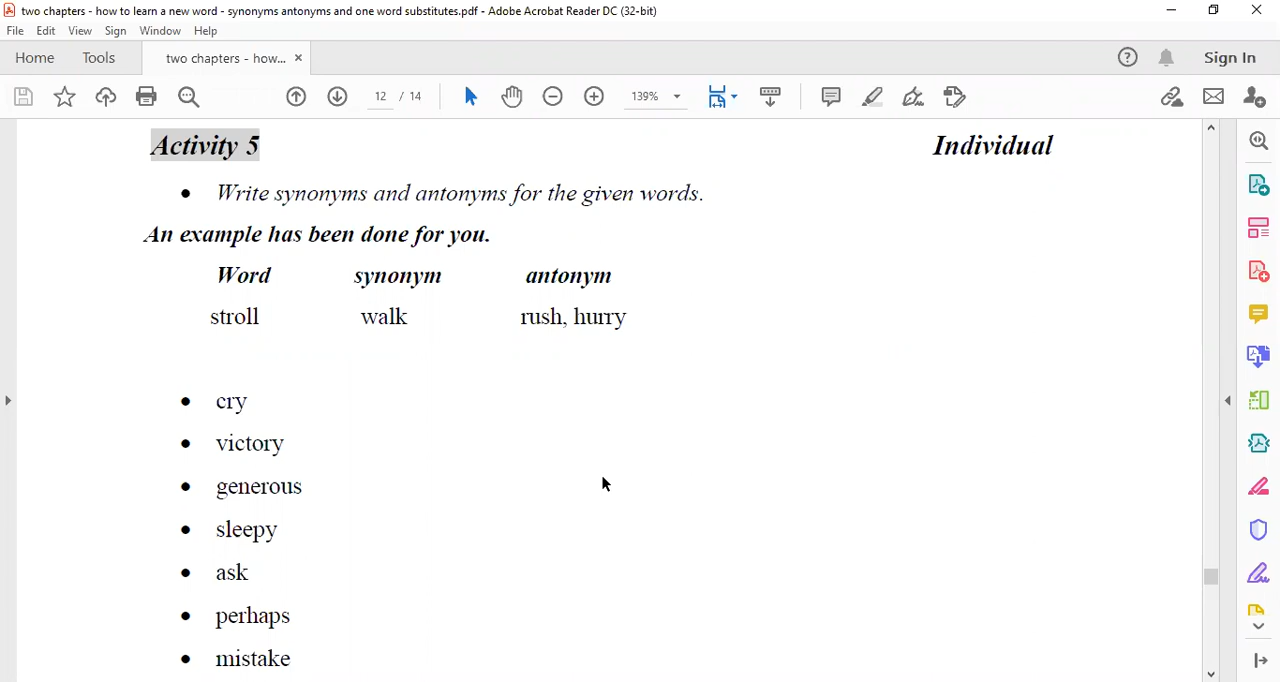 two chapters - how to learn a new word - synonyms antonyms and one word substitutes.pdf - Adobe Acrobat Reader DC (32-bit)
File Edit View Sign Window Help
Home Tools two chapters - how... × Sign In
12 / 14 139%
Activity 5 Individual
• Write synonyms and antonyms for the given words.
An example has been done for you.
Word synonym antonym
stroll walk rush, hurry
• cry
• victory
• generous
• sleepy
• ask
• perhaps
• mistake